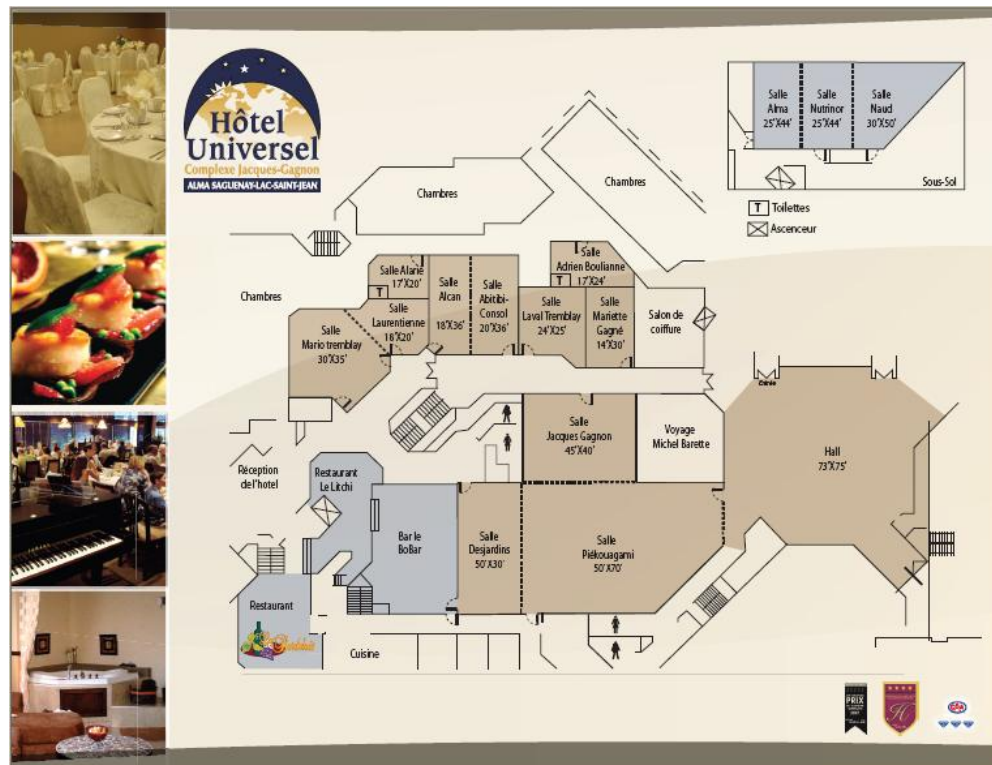 Hôtel
Universel
Complexe Jacques-Gagnon
ALMA SAGUENAY-LAC-SAINT-JEAN
Salle
Alma
25'X44'
Salle
Nutrinor
25'X44'
Salle
Naud
30'X50'
Sous-Sol
T Toilettes
Ascenceur
Chambres
Chambres
Chambres
Salle Alarie
17'X20'
T
Salle
Laurentienne
18'X20'
Salle
Mario tremblay
30'X35'
Salle
Alcan
18'X36'
Salle
Abitibi-
Consol
20'X36'
Salle
Adrien Boulianne
17'X24'
T
Salle
Laval Tremblay
24'X25'
Salle
Mariette
Gagné
14'X30'
Salon de
coiffure
Entrée
Salle
Jacques Gagnon
45'X40'
Voyage
Michel Barette
Hall
73'X75'
Réception
de l'hotel
Restaurant
Le Litchi
Bar le
BoBar
Salle
Desjardins
50'X30'
Salle
Piékouagami
50'X70'
Restaurant
Cuisine
PRIX
H
CAA